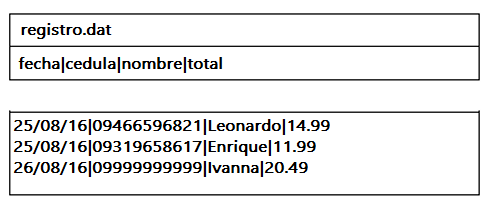 registro.dat
fecha|cedula|nombre|total
25/08/16|09466596821|Leonardo|14.99
25/08/16|09319658617|Enrique|11.99
26/08/16|09999999999|Ivanna|20.49